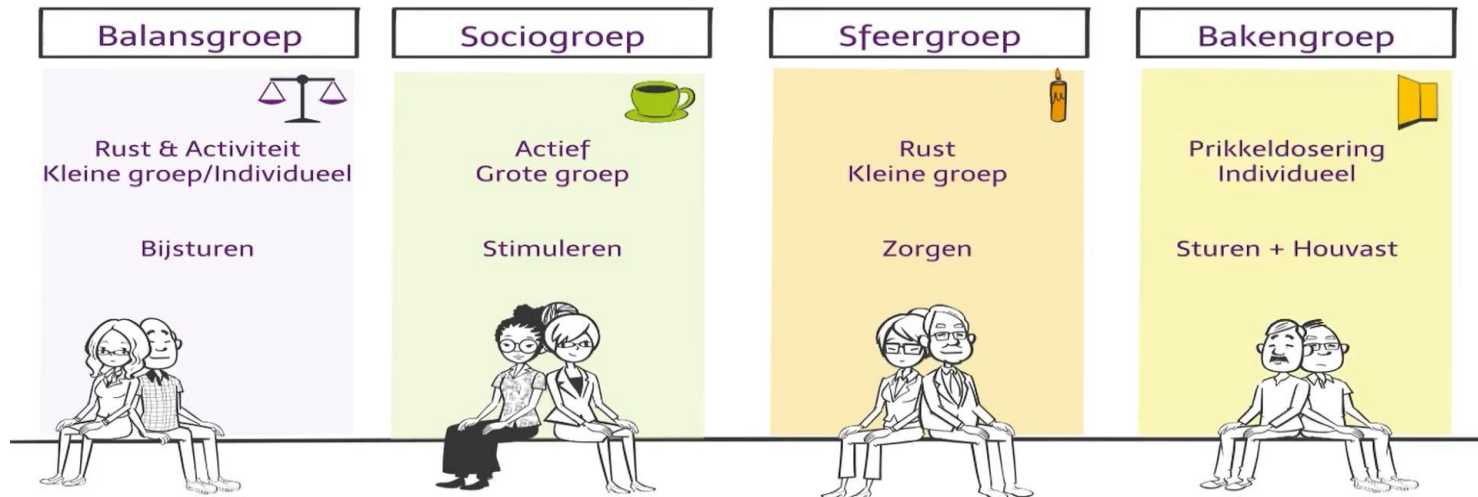 Balansgroep
Rust & Activiteit
Kleine groep/Individueel
Bijsturen
Sociogroep
Actief
Grote groep
Stimuleren
Sfeergroep
Rust
Kleine groep
Zorgen
Bakengroep
Prikkeldosering
Individueel
Sturen + Houvast